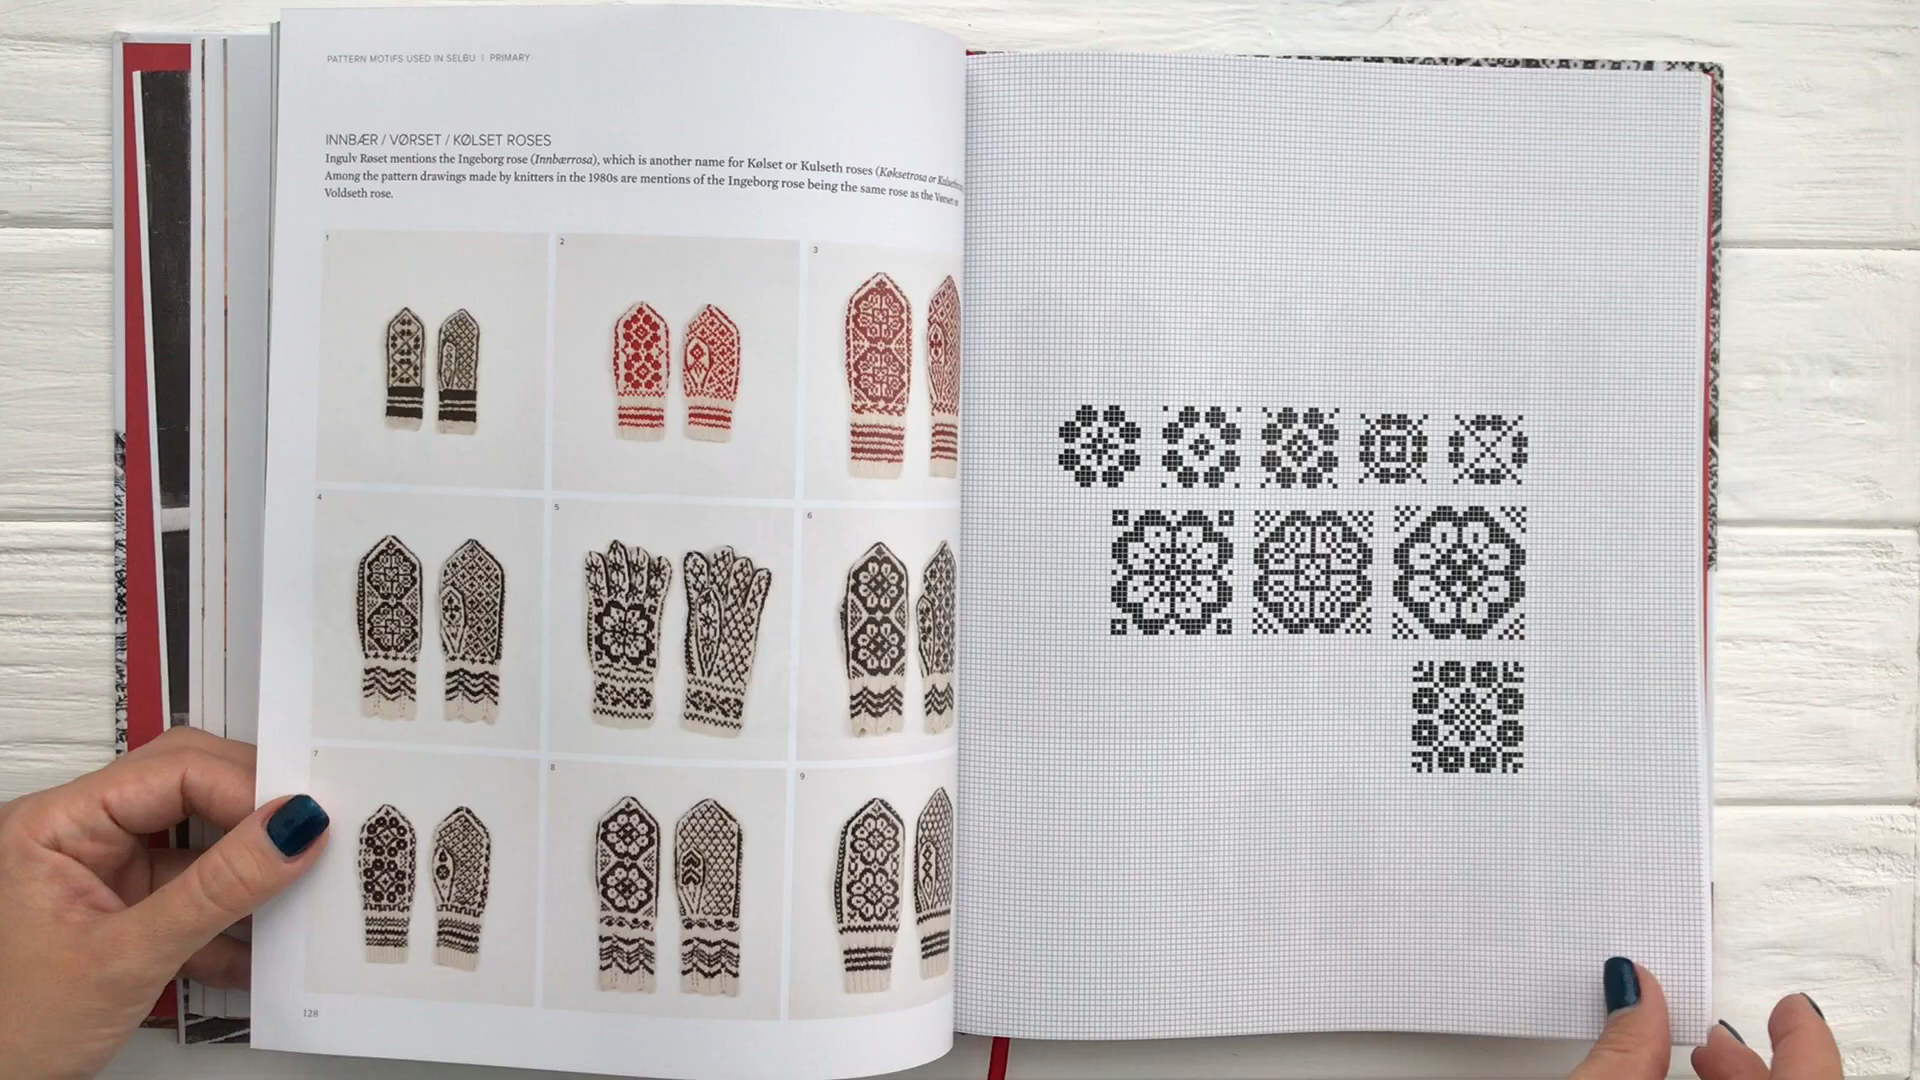 PATTERN MOTIFS USED IN SELBU | PRIMARY
INNBÆR / VØRSET / KØLSET ROSES
Ingulv Røset mentions the Ingeborg rose (Innbærrosa), which is another name for Kølset or Kulseth roses (Køksetrosa or
Among the pattern drawings made by knitters in the 1980s are mentions of the Ingeborg rose being the same rose as the Vørset or
Voldseth rose.
1
2
3
4
5
6
7
8
9
128